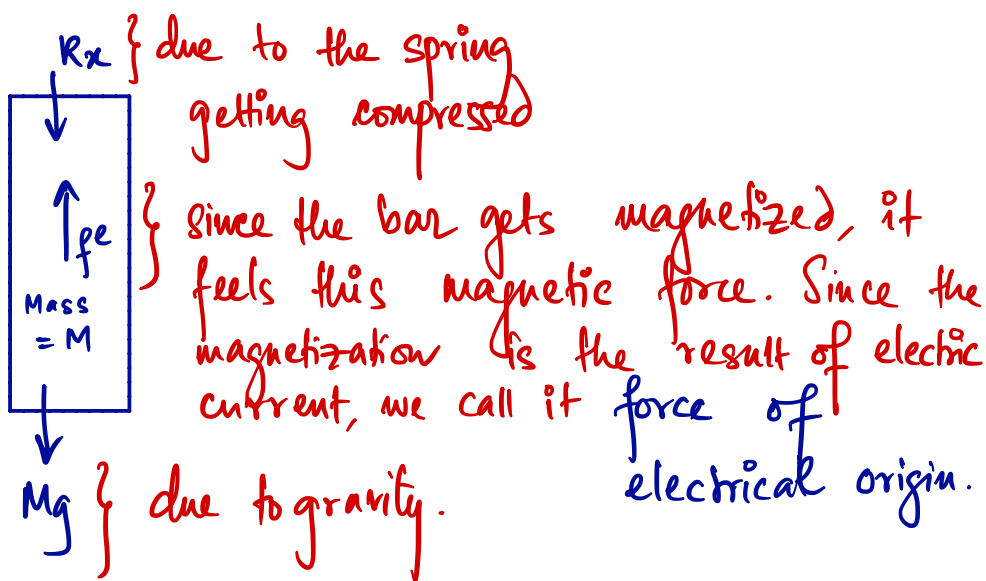 Kx } due to the spring
getting compressed
fe } since the bar gets magnetized, it
feels this magnetic force. Since the
Mass
= M
magnetization is the result of electric
current, we call it force of
electrical origin.
Mg } due to gravity.